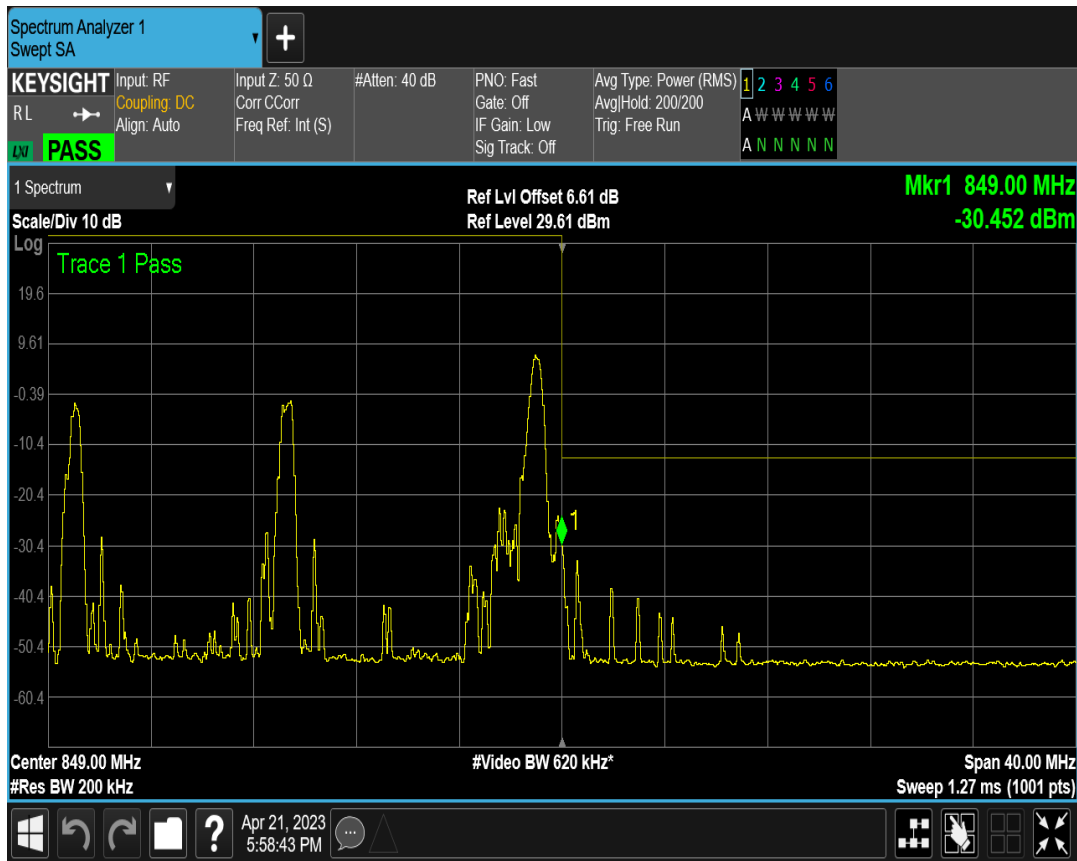 Spectrum Analyzer 1
Swept SA
+
KEYSIGHT
R L
LXI PASS
Input: RF
Coupling: DC
Align: Auto
Input Z: 50 Ω
Corr CCorr
Freq Ref: Int (S)
#Atten: 40 dB
PNO: Fast
Gate: Off
IF Gain: Low
Sig Track: Off
Avg Type: Power (RMS)
Avg|Hold: 200/200
Trig: Free Run
1 2 3 4 5 6
A W W W W W
A N N N N N
1 Spectrum
Scale/Div 10 dB
Ref Lvl Offset 6.61 dB
Ref Level 29.61 dBm
Mkr1 849.00 MHz
-30.452 dBm
Log
Trace 1 Pass
19.6
9.61
-0.39
-10.4
-20.4
1
-30.4
-40.4
-50.4
-60.4
Center 849.00 MHz
#Video BW 620 kHz*
Span 40.00 MHz
#Res BW 200 kHz
Sweep 1.27 ms (1001 pts)
?
Apr 21, 2023
5:58:43 PM